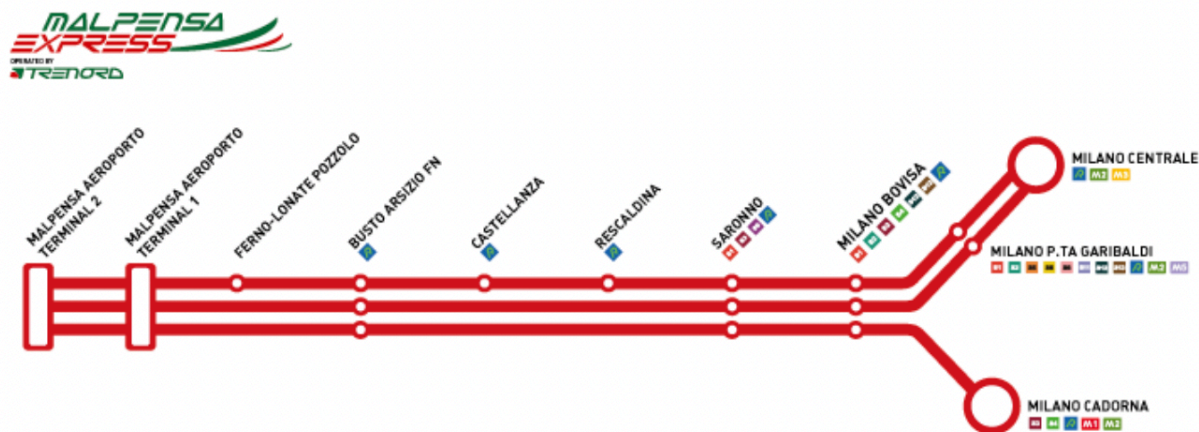 MALPENSA
EXPRESS
OPERATED BY
TRENORD
MALPENSA AEROPORTO
TERMINAL 2
MALPENSA AEROPORTO
TERMINAL 1
FERNO-LONATE POZZOLO
BUSTO ARSIZIO FN
CASTELLANZA
RESCALDINA
SARONNO
MILANO BOVISA
MILANO CENTRALE
M2 M3
MILANO P.TA GARIBALDI
M2 M5
MILANO CADORNA
M1 M2